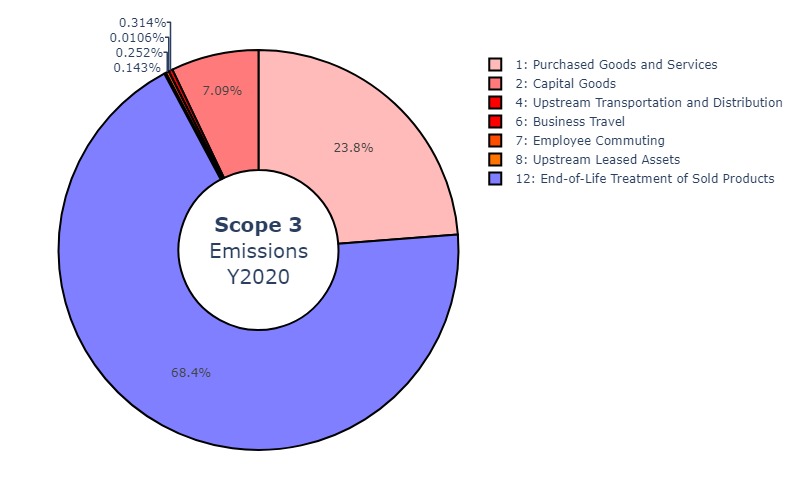 0.314%
0.0106%
0.252%
0.143%
7.09%
23.8%
68.4%
Scope 3
Emissions
Y2020
1: Purchased Goods and Services
2: Capital Goods
4: Upstream Transportation and Distribution
6: Business Travel
7: Employee Commuting
8: Upstream Leased Assets
12: End-of-Life Treatment of Sold Products